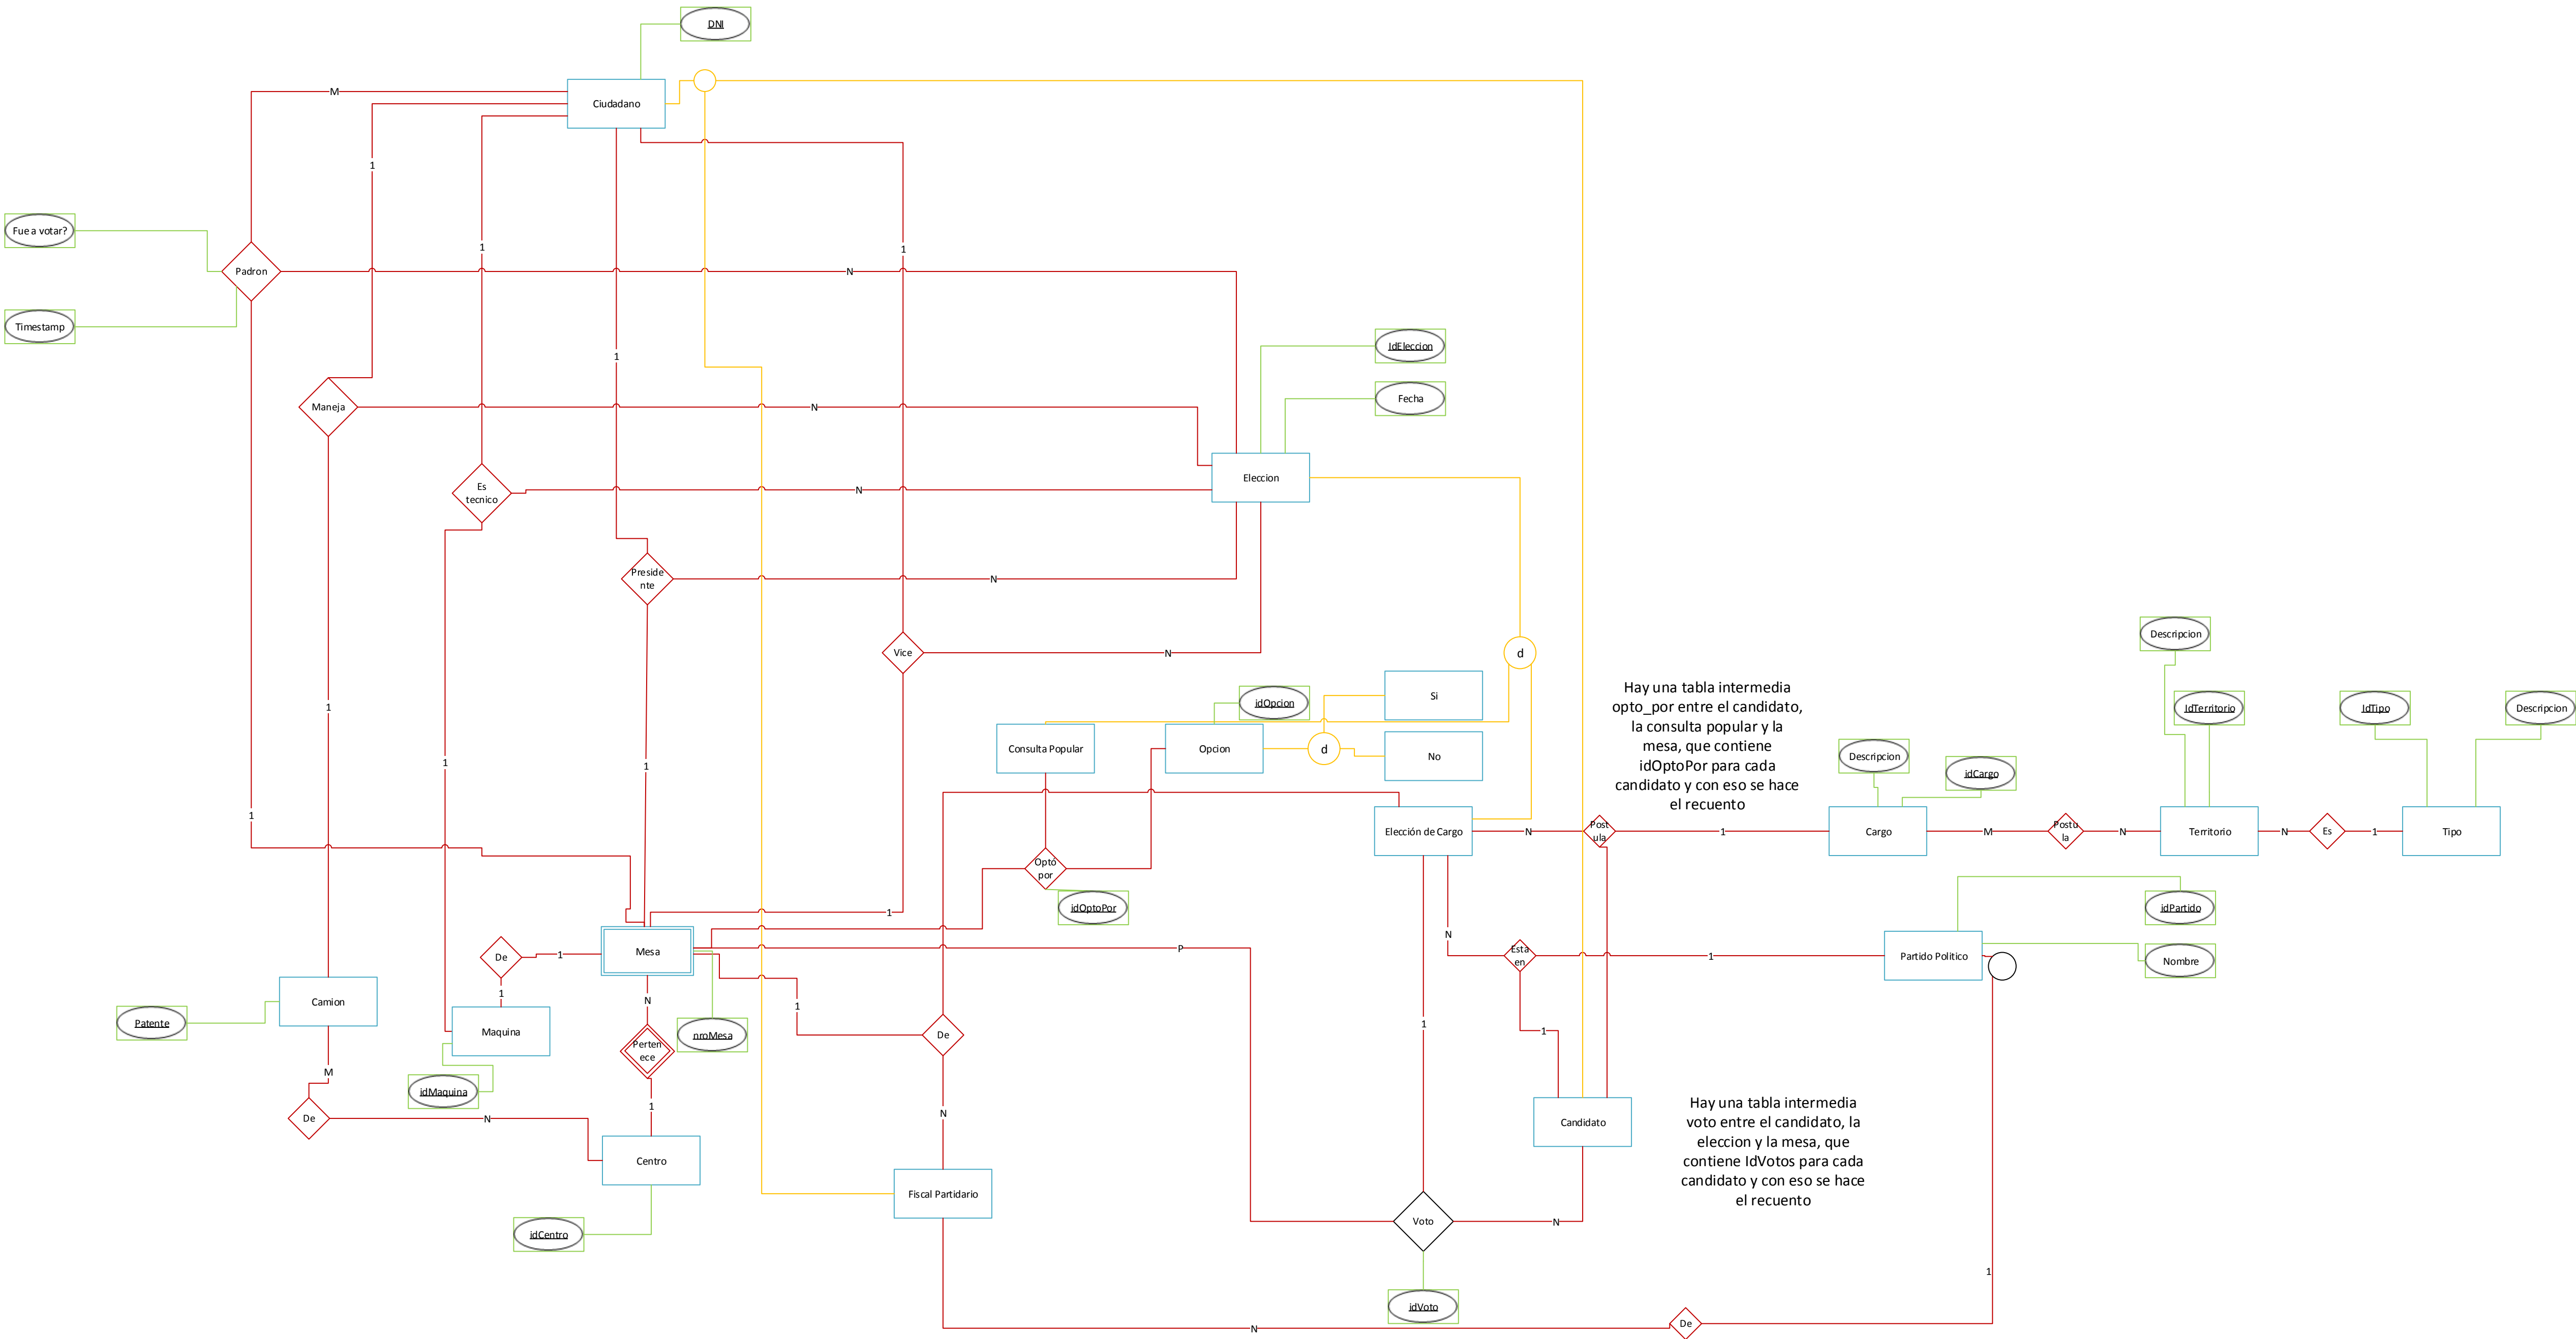 DNI
Ciudadano
M
1
1
Fue a votar?
1
1
Padron
N
Timestamp
IdEleccion
1
Fecha
Maneja
N
Eleccion
Es
tecnico
N
Preside
nte
N
Descripcion
Vice
N
d
Si
Hay una tabla intermedia
opto_por entre el candidato,
la consulta popular y la
mesa, que contiene
idOptoPor para cada
candidato y con eso se hace
el recuento
idOpcion
IdTerritorio
IdTipo
Descripcion
1
Consulta Popular
Opcion
d
No
Descripcion
1
1
idCargo
1
Elección de Cargo
N
Post
ula
1
Cargo
M
Postu
la
N
Territorio
N
Es
1
Tipo
Opto
por
idOptoPor
idPartido
1
N
Mesa
P
De
1
Esta
en
1
Partido Politico
Nombre
Camion
1
N
1
Patente
Maquina
nroMesa
De
1
1
Perten
ece
M
idMaquina
1
N
De
N
Candidato
Hay una tabla intermedia
voto entre el candidato, la
eleccion y la mesa, que
contiene IdVotos para cada
candidato y con eso se hace
el recuento
Centro
Fiscal Partidario
idCentro
Voto
N
1
idVoto
N
De